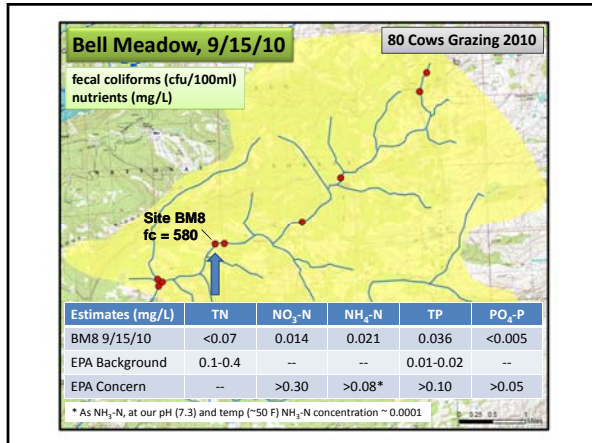 Bell Meadow, 9/15/10
80 Cows Grazing 2010
fecal coliforms (cfu/100ml)
nutrients (mg/L)
Site BM8
fc = 580
Estimates (mg/L) TN NO₃-N NH₄-N TP PO₄-P
BM8 9/15/10 <0.07 0.014 0.021 0.036 <0.005
EPA Background 0.1-0.4 -- -- 0.01-0.02 --
EPA Concern -- >0.30 >0.08* >0.10 >0.05
* As NH₃-N, at our pH (7.3) and temp (~50 F) NH₃-N concentration ~ 0.0001